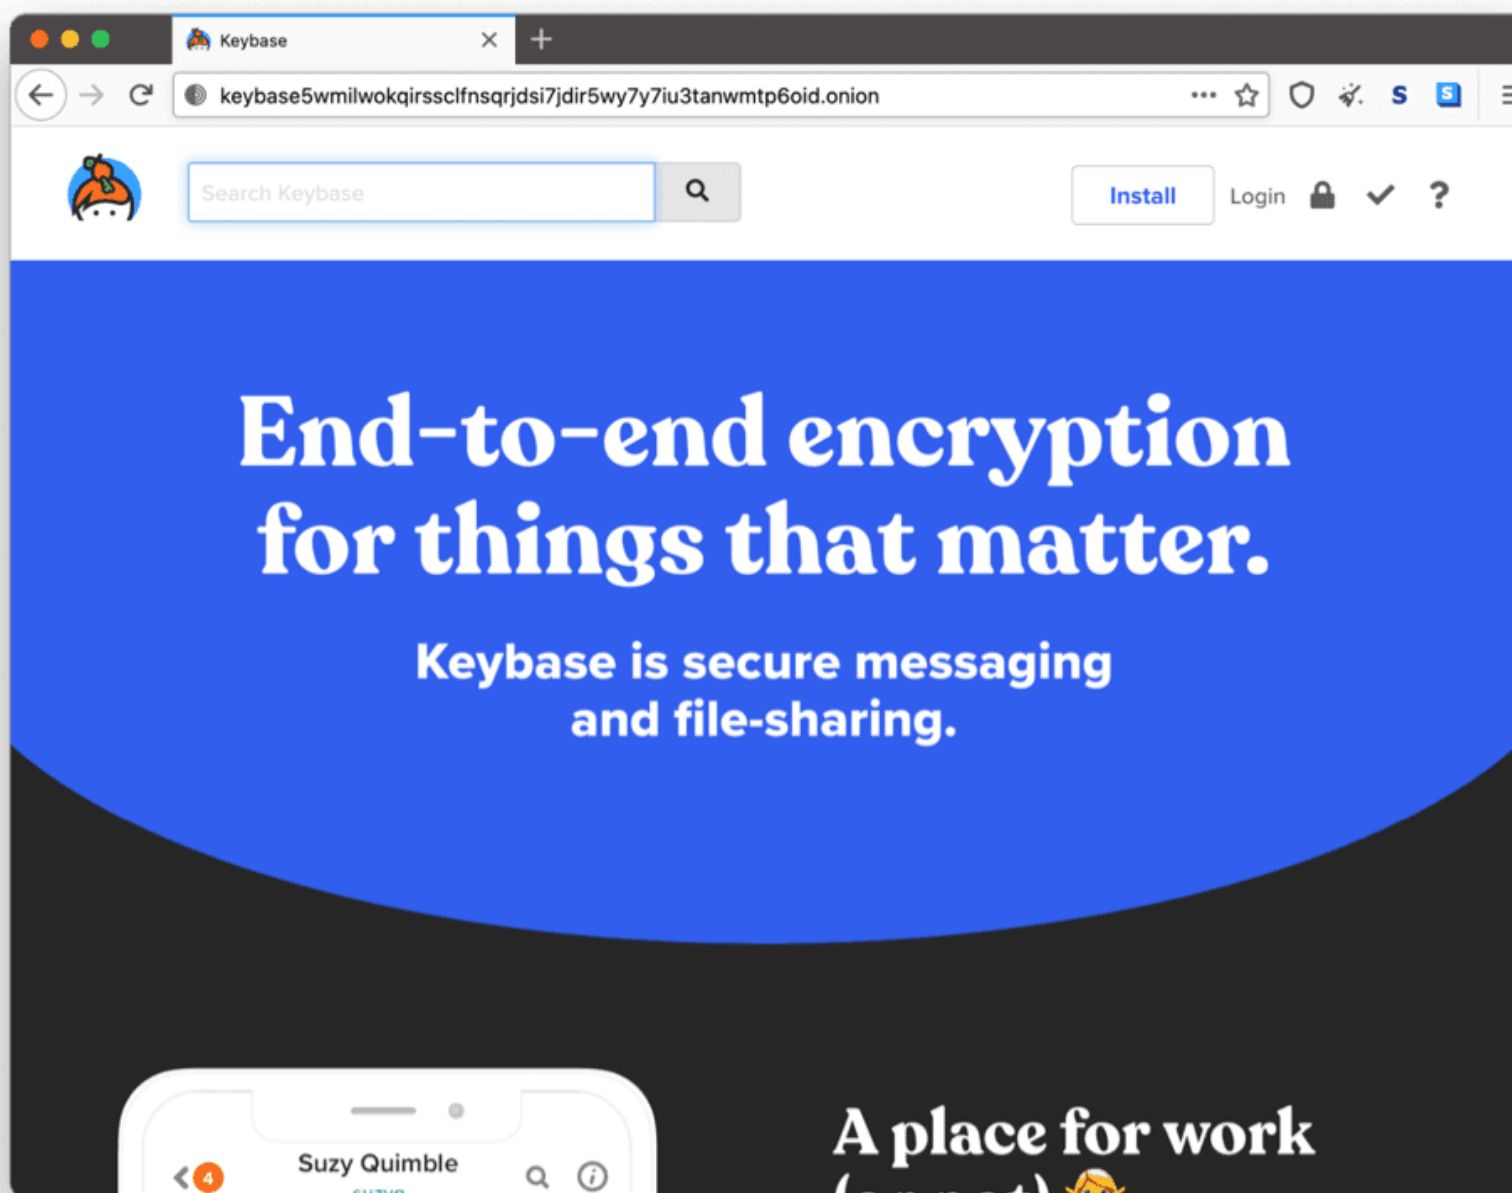 Keybase
keybase5wmilwokqirssclfnsqrjdsi7jdir5wy7y7iu3tanwmtp6oid.onion
S S
Search Keybase
Install Login ?
End-to-end encryption
for things that matter.
Keybase is secure messaging
and file-sharing.
A place for work
Suzy Quimble
4